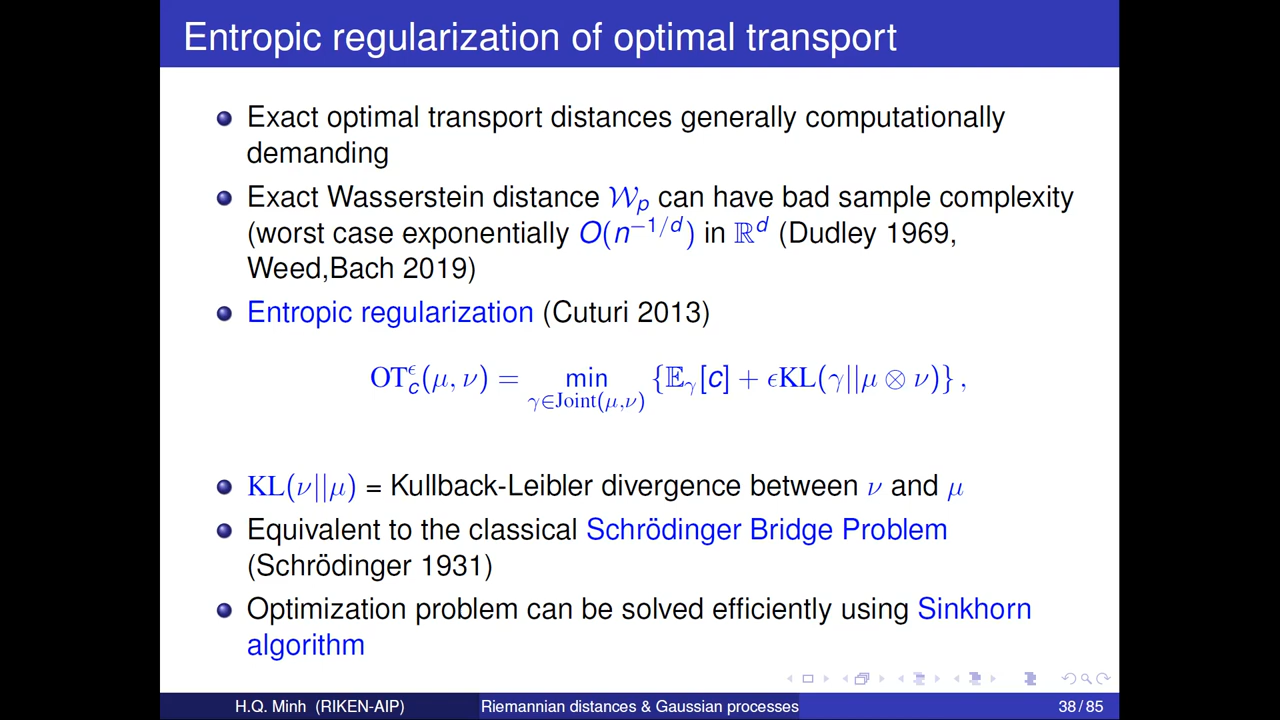 Entropic regularization of optimal transport
Exact optimal transport distances generally computationally
demanding
Exact Wasserstein distance 𝒲_p can have bad sample complexity
(worst case exponentially O(n^{−1/d}) in ℝ^d (Dudley 1969,
Weed,Bach 2019)
Entropic regularization (Cuturi 2013)
OT_c^ϵ(μ, ν) = min_{γ∈Joint(μ,ν)} {𝔼_γ[c] + ϵKL(γ||μ ⊗ ν)} ,
KL(ν||μ) = Kullback-Leibler divergence between ν and μ
Equivalent to the classical Schrödinger Bridge Problem
(Schrödinger 1931)
Optimization problem can be solved efficiently using Sinkhorn
algorithm
H.Q. Minh (RIKEN-AIP) Riemannian distances & Gaussian processes 38 / 85